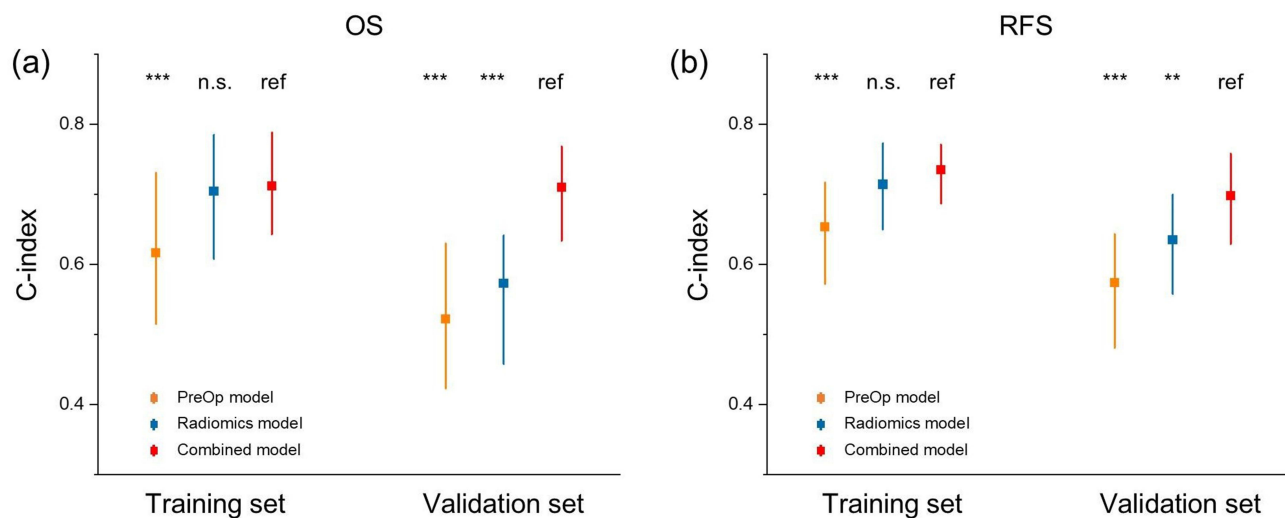 OS
(a)
*** n.s. ref *** *** ref
0.8
0.6
0.4
C-index
PreOp model
Radiomics model
Combined model
Training set Validation set
RFS
(b)
*** n.s. ref *** ** ref
0.8
0.6
0.4
C-index
PreOp model
Radiomics model
Combined model
Training set Validation set